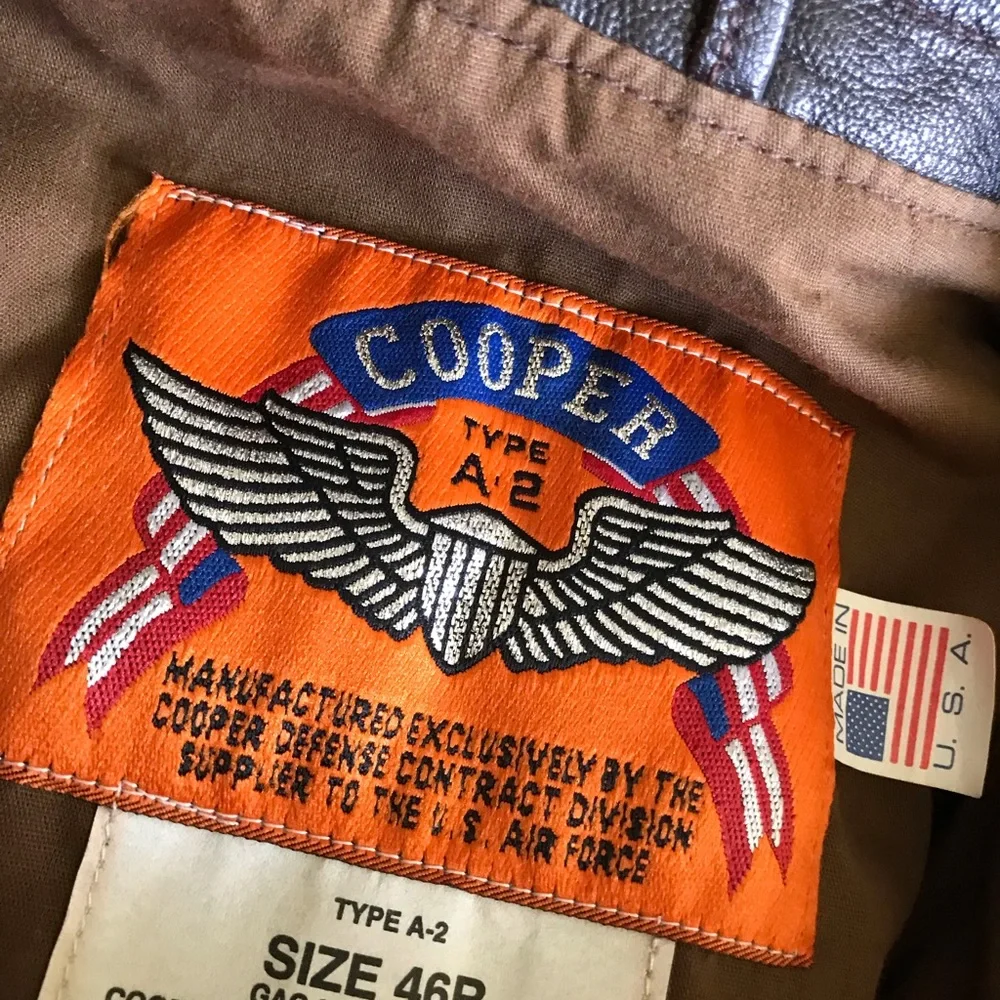 COOPER
TYPE
A-2
MANUFACTURED EXCLUSIVELY BY THE
COOPER DEFENSE CONTRACT DIVISION
SUPPLIER TO THE U.S. AIR FORCE
MADE IN
U. S. A.
TYPE A-2
SIZE 46R